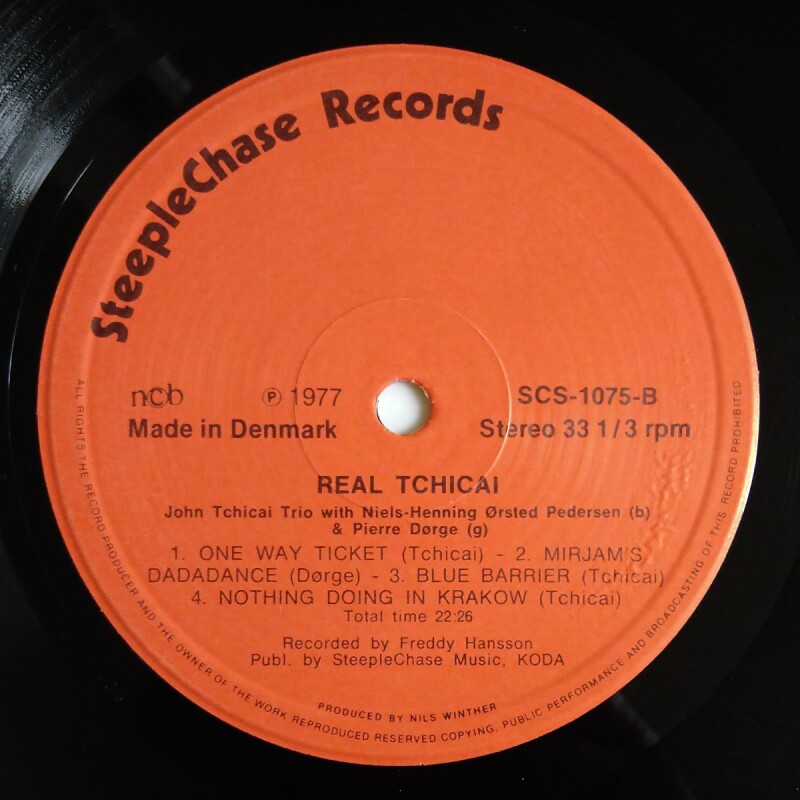 SteepleChase Records
ncb ℗ 1977 SCS-1075-B
Made in Denmark Stereo 33 1/3 rpm
REAL TCHICAI
John Tchicai Trio with Niels-Henning Ørsted Pedersen (b)
& Pierre Dørge (g)
1. ONE WAY TICKET (Tchicai) - 2. MIRJAM'S
DADADANCE (Dørge) - 3. BLUE BARRIER (Tchicai)
4. NOTHING DOING IN KRAKOW (Tchicai)
Total time 22:26
Recorded by Freddy Hansson
Publ. by SteepleChase Music, KODA
PRODUCED BY NILS WINTHER
ALL RIGHTS THE RECORD PRODUCER AND THE OWNER OF THE WORK REPRODUCED RESERVED COPYING, PUBLIC PERFORMANCE AND BROADCASTING OF THIS RECORD PROHIBITED